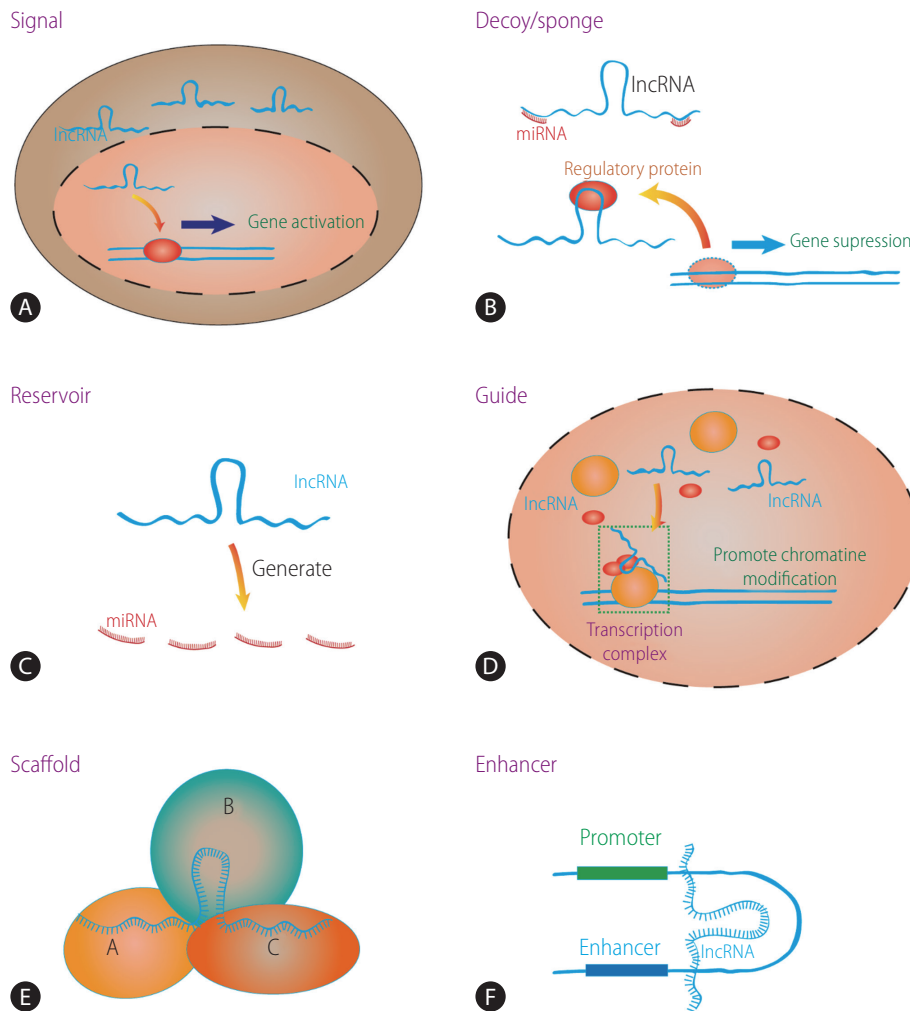 Signal
lncRNA
Gene activation
A
Decoy/sponge
lncRNA
miRNA
Regulatory protein
Gene supression
B
Reservoir
lncRNA
Generate
miRNA
C
Guide
lncRNA
lncRNA
Promote chromatine
modification
Transcription
complex
D
Scaffold
B
A
C
E
Enhancer
Promoter
Enhancer
lncRNA
F